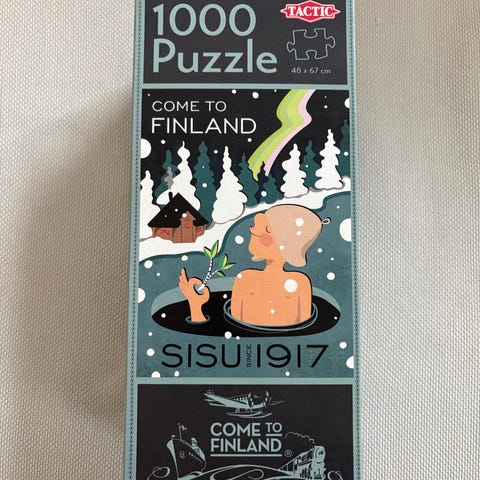 1000
Puzzle
TACTIC
48 x 67 cm
COME TO
FINLAND
SISU SINCE 1917
COME TO
FINLAND®